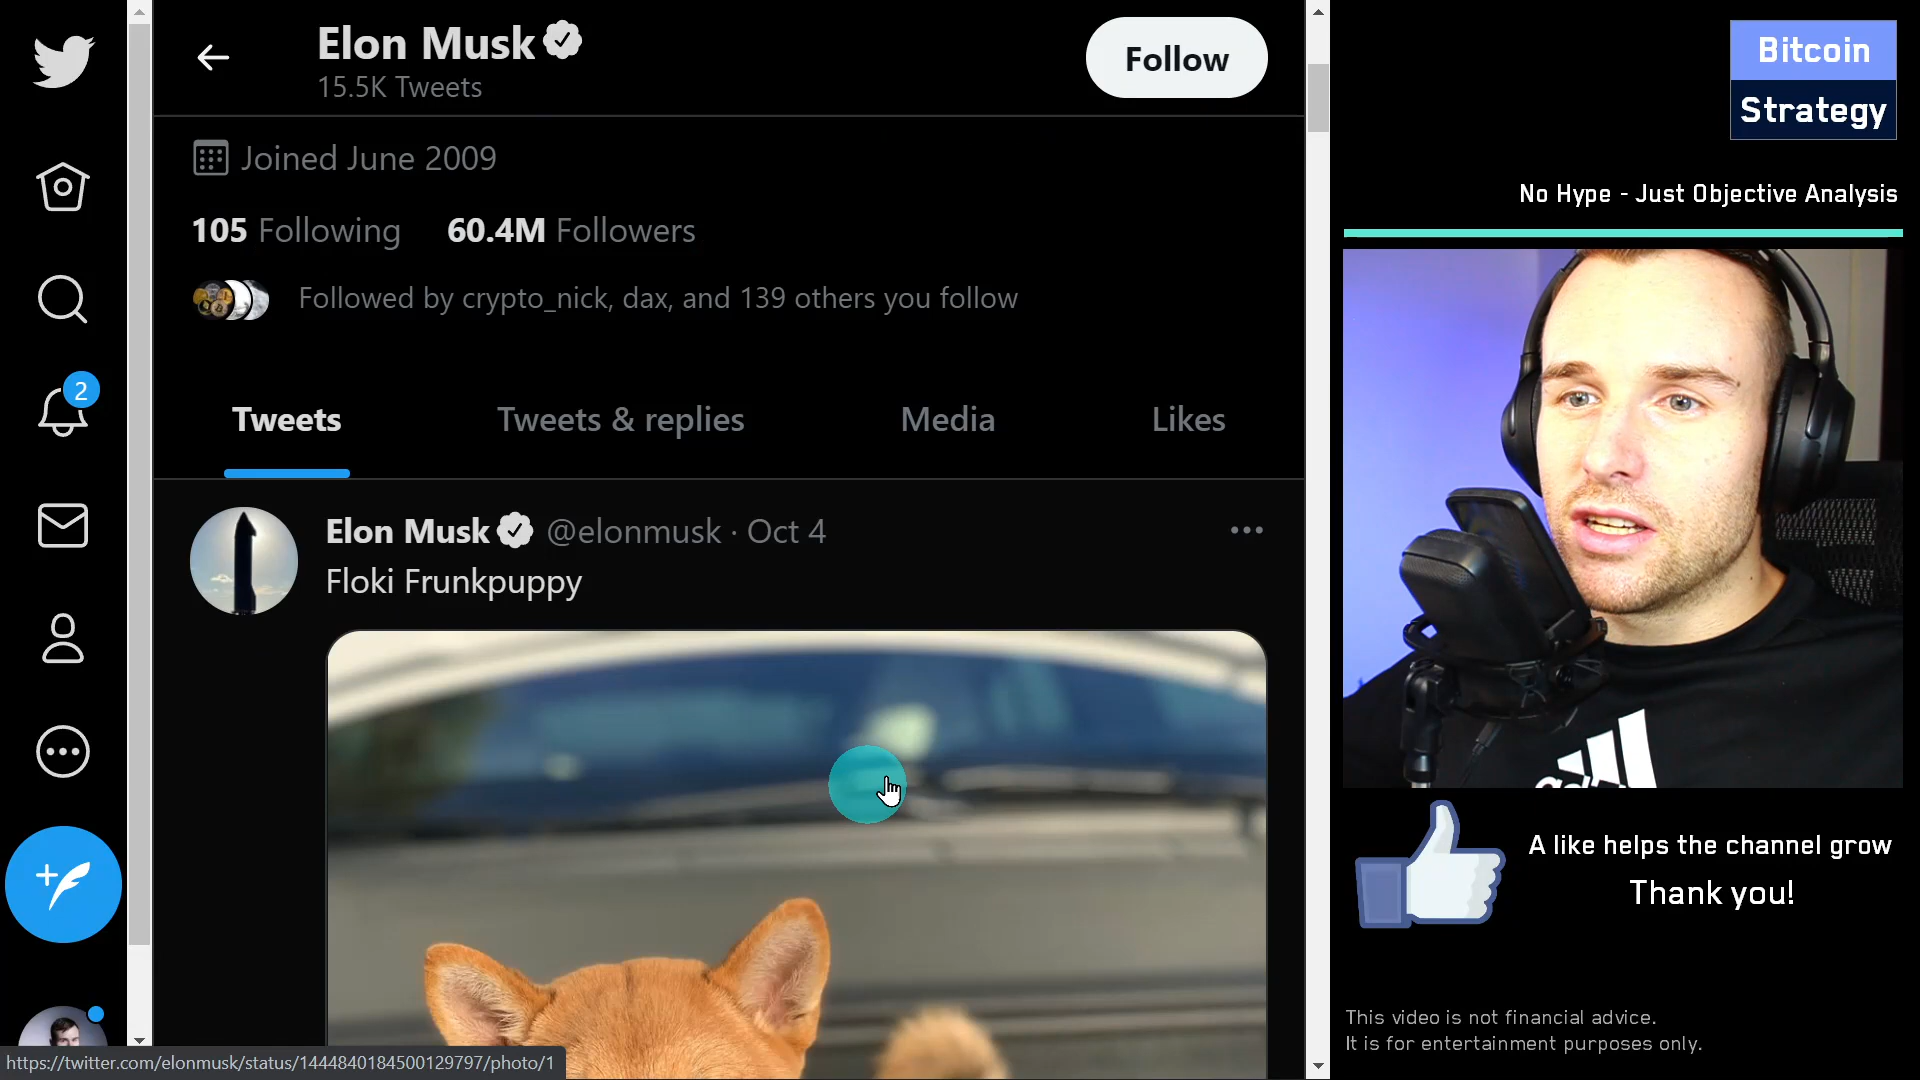 Elon Musk
15.5K Tweets
Follow
Joined June 2009
105 Following 60.4M Followers
Followed by crypto_nick, dax, and 139 others you follow
Tweets Tweets & replies Media Likes
Elon Musk @elonmusk · Oct 4
Floki Frunkpuppy
2
https://twitter.com/elonmusk/status/1444840184500129797/photo/1
Bitcoin
Strategy
No Hype - Just Objective Analysis
A like helps the channel grow
Thank you!
This video is not financial advice.
It is for entertainment purposes only.